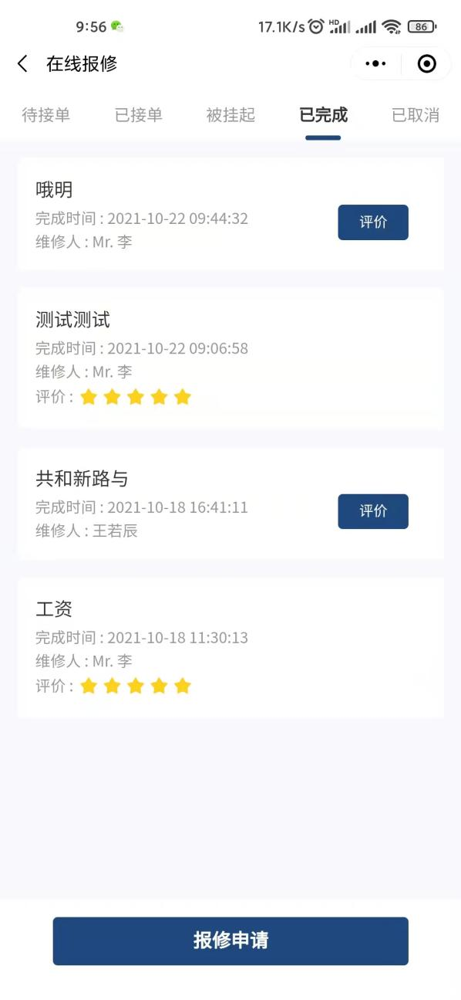 9:56 17.1K/s HD 86
在线报修
待接单 已接单 被挂起 已完成 已取消
哦明
完成时间 : 2021-10-22 09:44:32
评价
维修人 : Mr. 李
测试测试
完成时间 : 2021-10-22 09:06:58
维修人 : Mr. 李
评价 :
共和新路与
完成时间 : 2021-10-18 16:41:11
评价
维修人 : 王若辰
工资
完成时间 : 2021-10-18 11:30:13
维修人 : Mr. 李
评价 :
报修申请